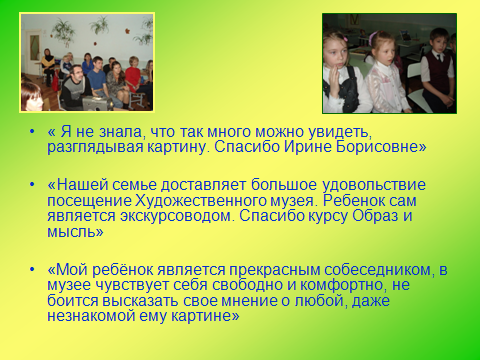 • « Я не знала, что так много можно увидеть,
разглядывая картину. Спасибо Ирине Борисовне»
• «Нашей семье доставляет большое удовольствие
посещение Художественного музея. Ребенок сам
является экскурсоводом. Спасибо курсу Образ и
мысль»
• «Мой ребёнок является прекрасным собеседником, в
музее чувствует себя свободно и комфортно, не
боится высказать свое мнение о любой, даже
незнакомой ему картине»